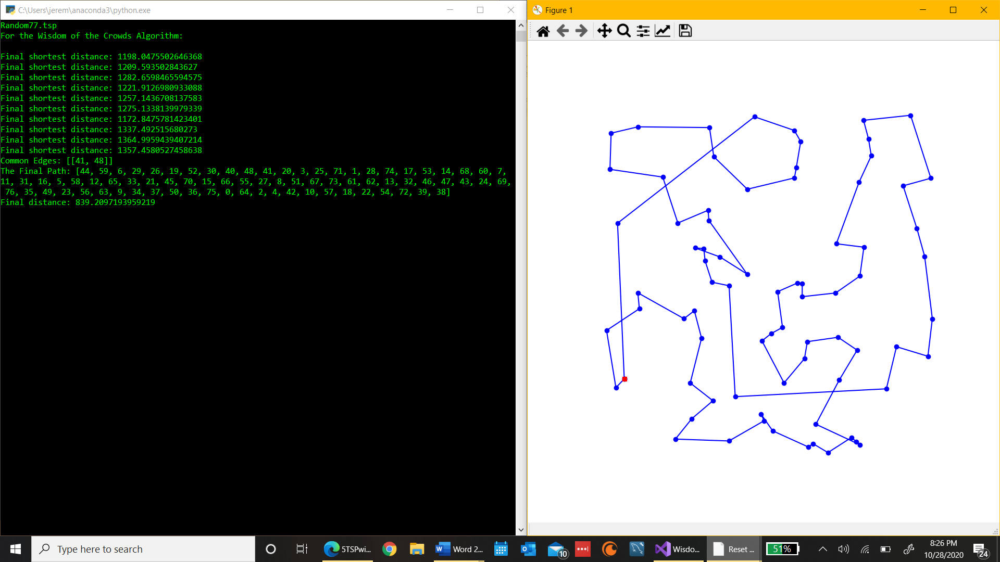 C:\Users\jerem\anaconda3\python.exe
Random77.tsp
For the Wisdom of the Crowds Algorithm:
Final shortest distance: 1198.0475502646368
Final shortest distance: 1209.593502843627
Final shortest distance: 1282.6598465594575
Final shortest distance: 1221.9126980933088
Final shortest distance: 1257.1436708137583
Final shortest distance: 1275.1338139979339
Final shortest distance: 1172.8475781423401
Final shortest distance: 1337.492515680273
Final shortest distance: 1364.9959439407214
Final shortest distance: 1357.4580527458638
Common Edges: [[41, 48]]
The Final Path: [44, 59, 6, 29, 26, 19, 52, 30, 40, 48, 41, 20, 3, 25, 71, 1, 28, 74, 17, 53, 14, 68, 60, 7,
11, 31, 16, 5, 58, 12, 65, 33, 21, 45, 70, 15, 66, 55, 27, 8, 51, 67, 73, 61, 62, 13, 32, 46, 47, 43, 24, 69,
76, 35, 49, 23, 56, 63, 9, 34, 37, 50, 36, 75, 0, 64, 2, 4, 42, 10, 57, 18, 22, 54, 72, 39, 38]
Final distance: 839.2097193959219
Figure 1
Type here to search
5TSPwi...
Word 2...
10
Wisdo...
Reset ...
51%
8:26 PM
10/28/2020
24